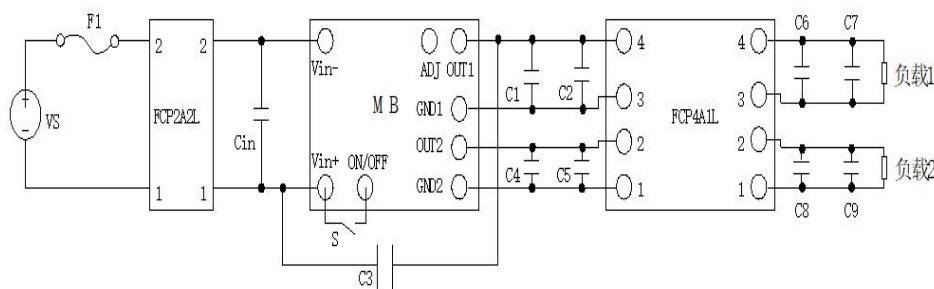 F1
VS
2
2
FCP2A2L
1
1
Cin
Vin-
ADJ
OUT1
GND1
M B
OUT2
Vin+
ON/OFF
GND2
S
C3
C1
C2
C4
C5
4
4
3
3
FCP4A1L
2
2
1
1
C6
C7
负载1
负载2
C8
C9